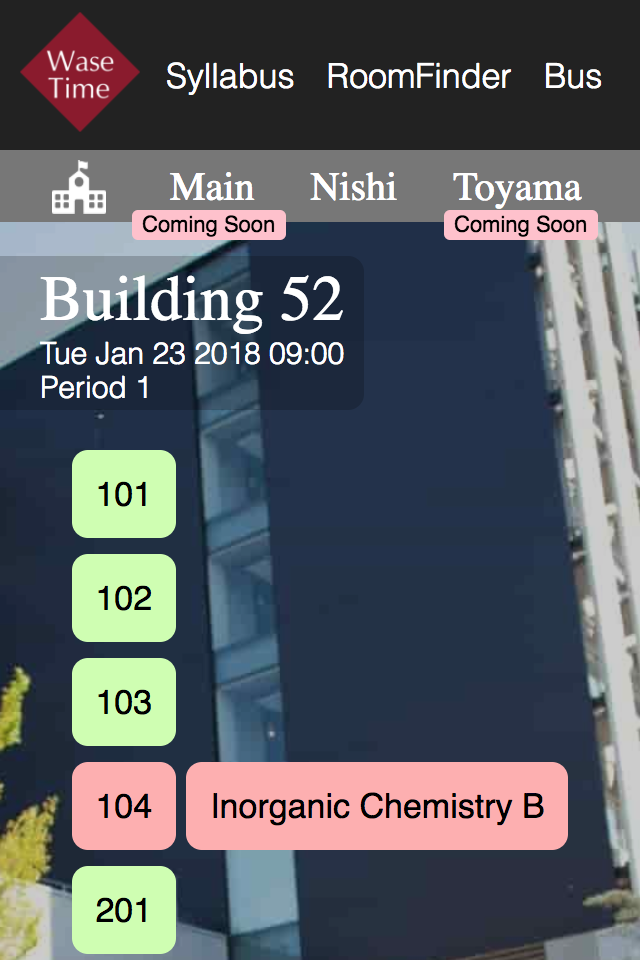 Wase
Time
Syllabus RoomFinder Bus
Main Nishi Toyama
Coming Soon Coming Soon
Building 52
Tue Jan 23 2018 09:00
Period 1
101
102
103
104 Inorganic Chemistry B
201